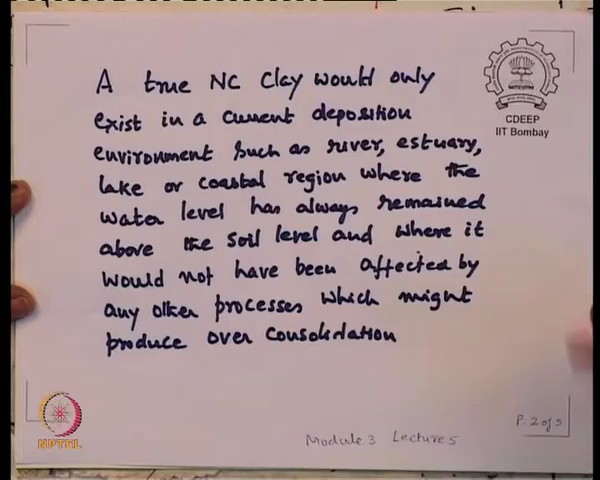 A true NC Clay would only
exist in a current deposition
environment such as river, estuary,
lake or coastal region where the
water level has always remained
above the soil level and where it
would not have been affected by
any other processes which might
produce over consolidation
CDEEP
IIT Bombay
NPTEL
Module 3 Lecture 5
P. 2 of 5